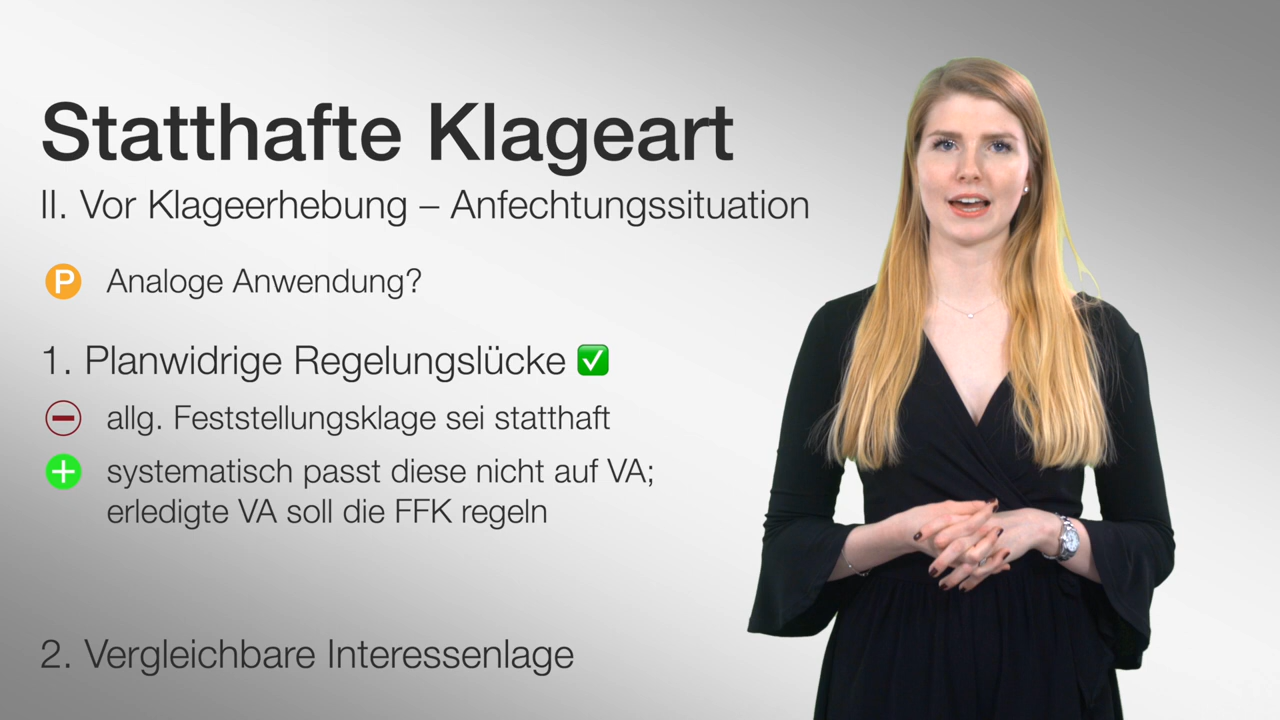 Statthafte Klageart
II. Vor Klageerhebung – Anfechtungssituation
P Analoge Anwendung?
1. Planwidrige Regelungslücke ✅
allg. Feststellungsklage sei statthaft
systematisch passt diese nicht auf VA;
erledigte VA soll die FFK regeln
2. Vergleichbare Interessenlage